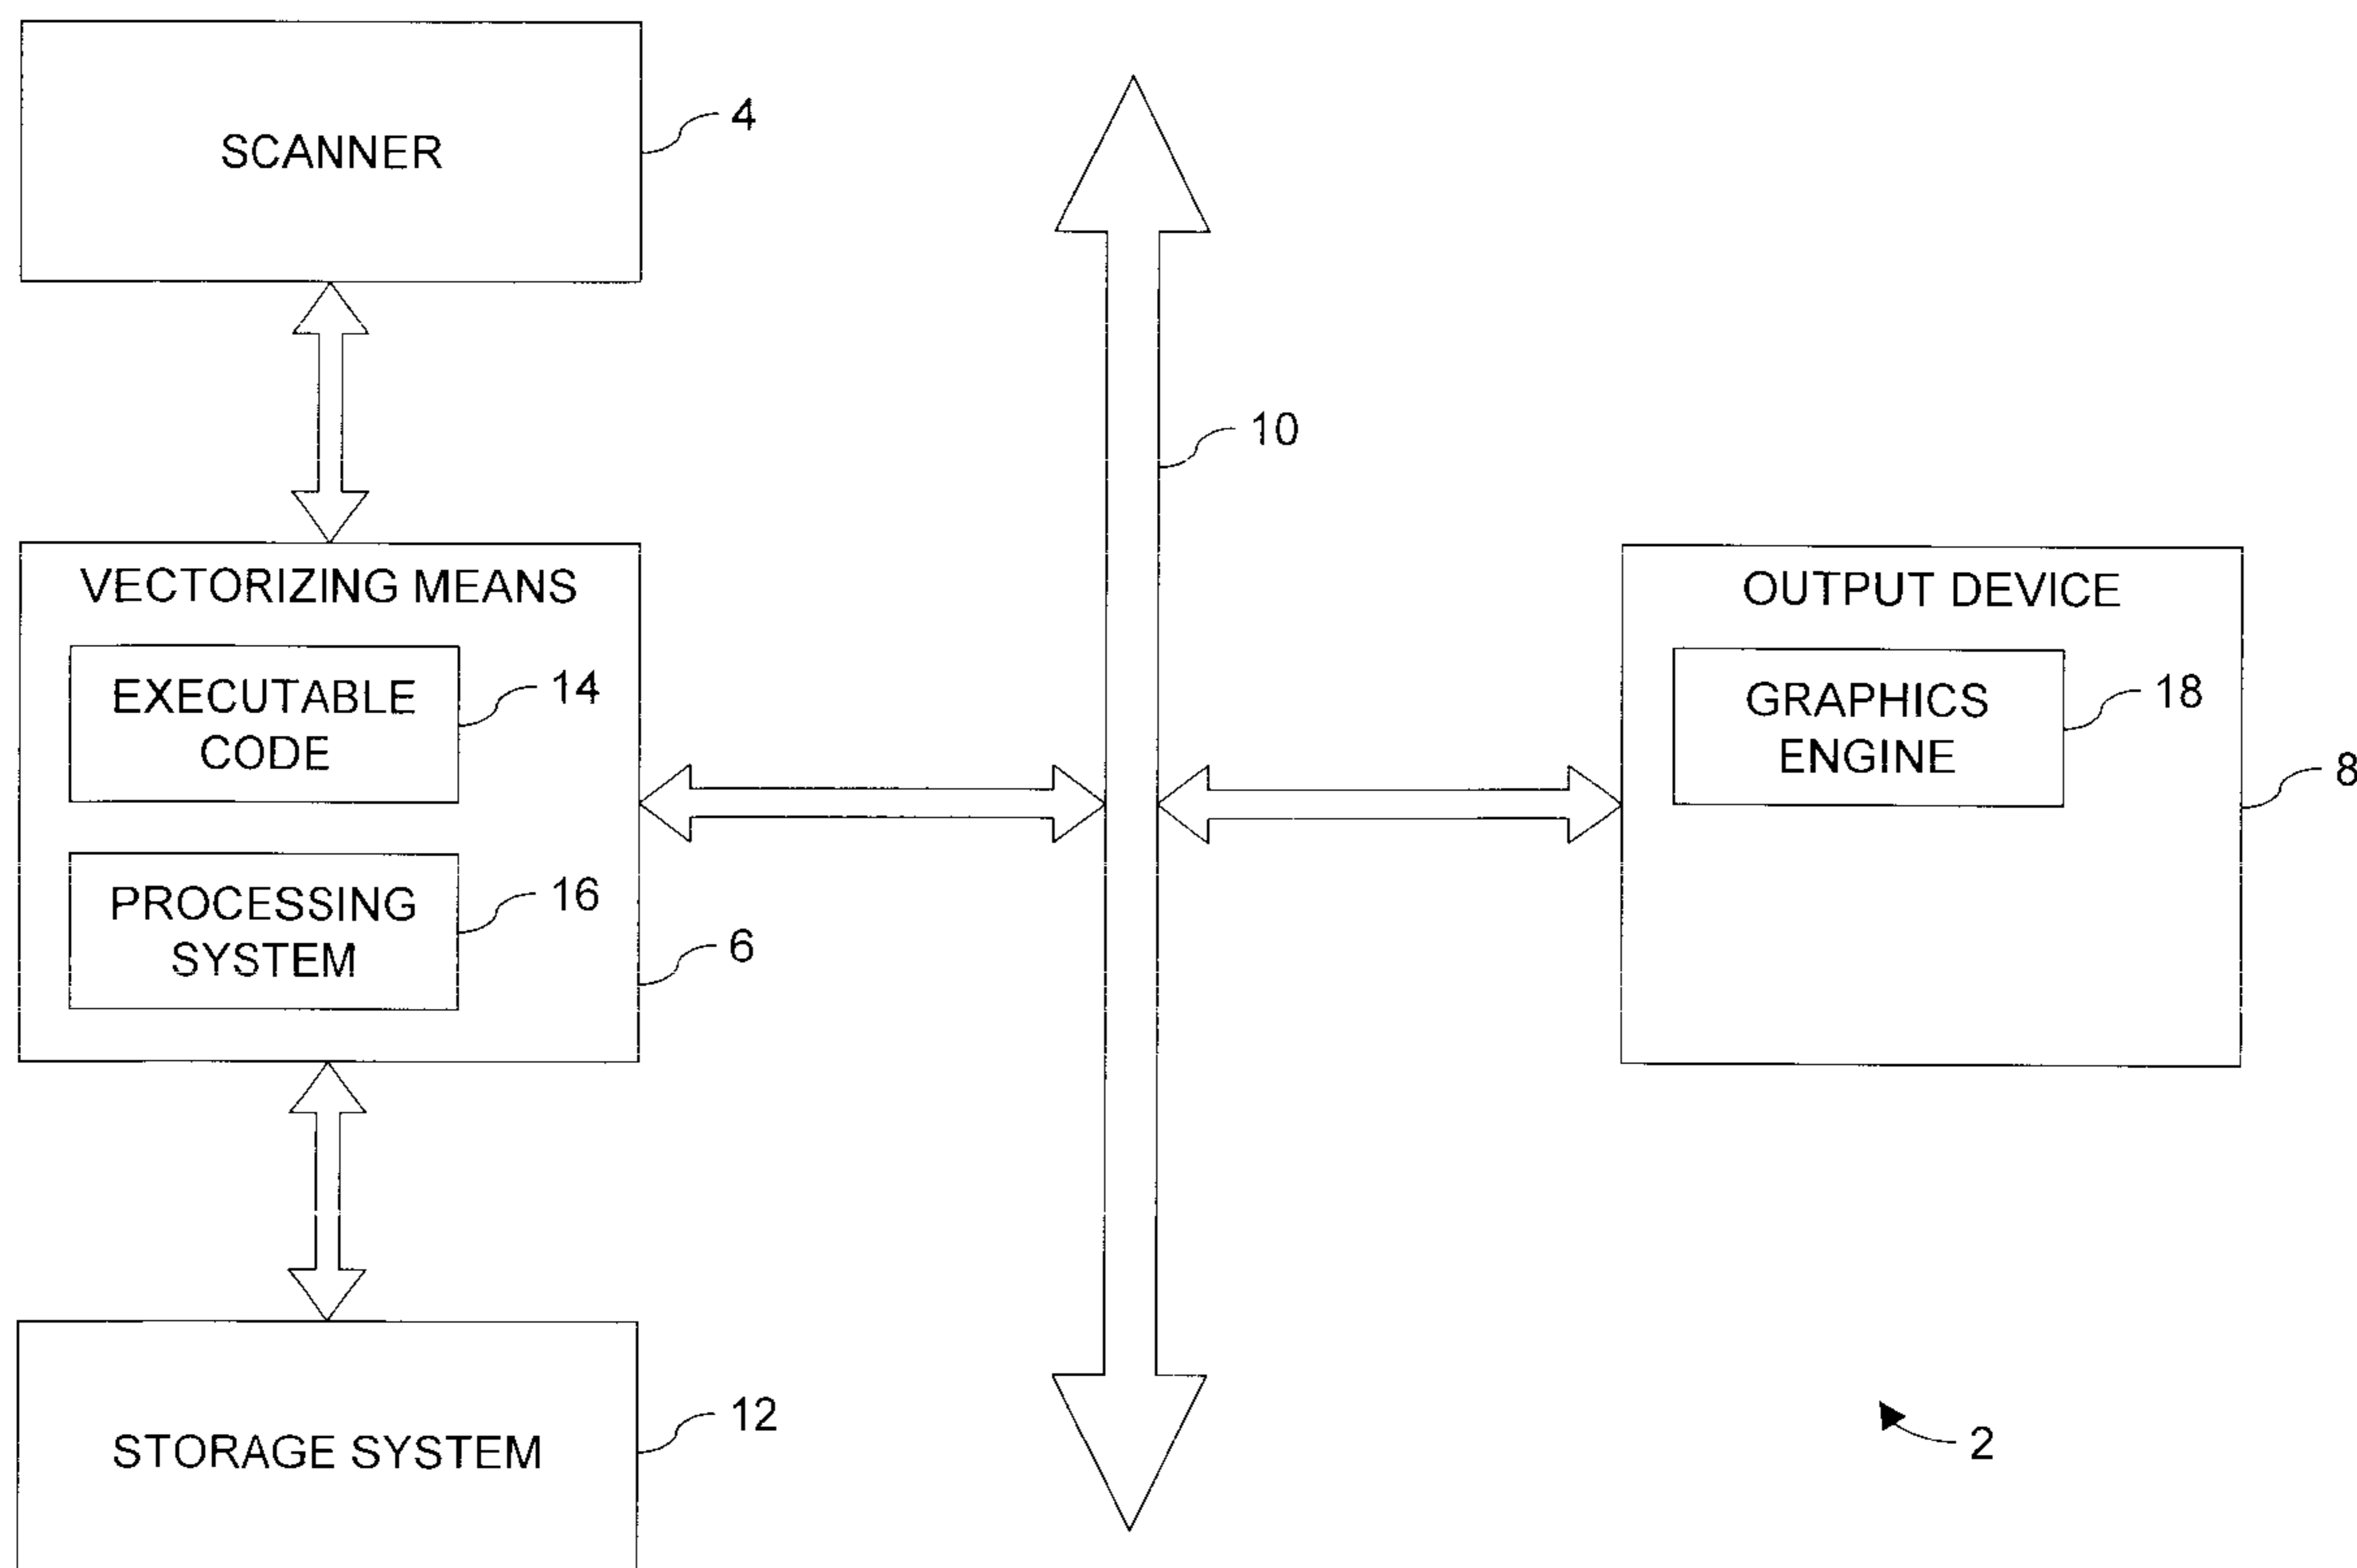 SCANNER
4
10
VECTORIZING MEANS
EXECUTABLE
CODE
14
PROCESSING
SYSTEM
16
6
OUTPUT DEVICE
GRAPHICS
ENGINE
18
8
STORAGE SYSTEM
12
2